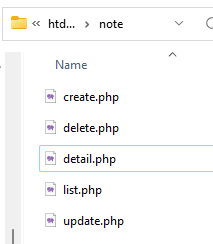 « htd... > note
Name
create.php
delete.php
detail.php
list.php
update.php